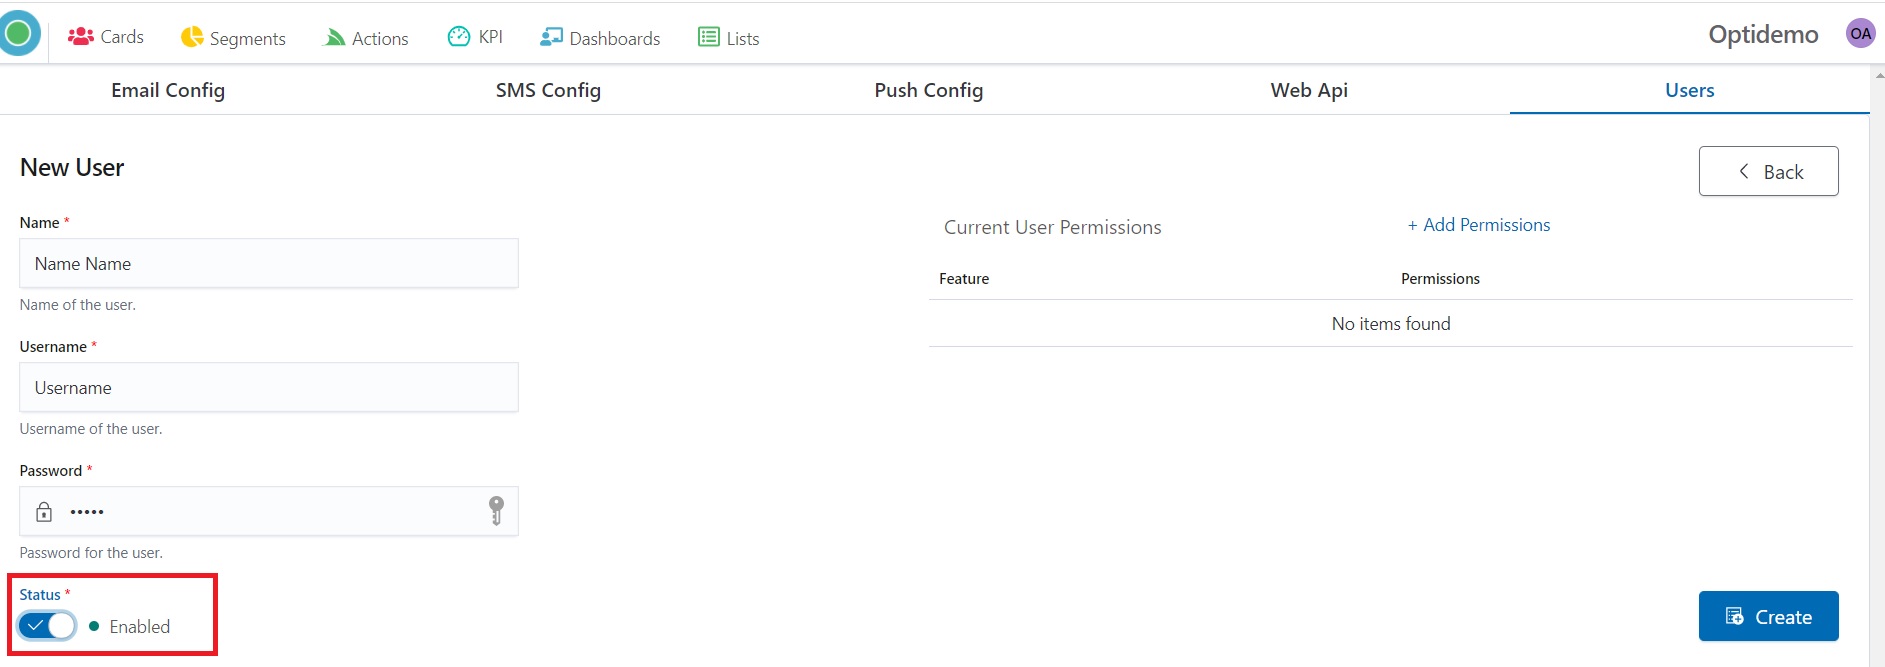 Cards Segments Actions KPI Dashboards Lists Optidemo OA
Email Config SMS Config Push Config Web Api Users
New User
Back
Name *
Name Name
Name of the user.
Username *
Username
Username of the user.
Password *
•••••
Password for the user.
Status *
Enabled
Current User Permissions + Add Permissions
Feature Permissions
No items found
Create